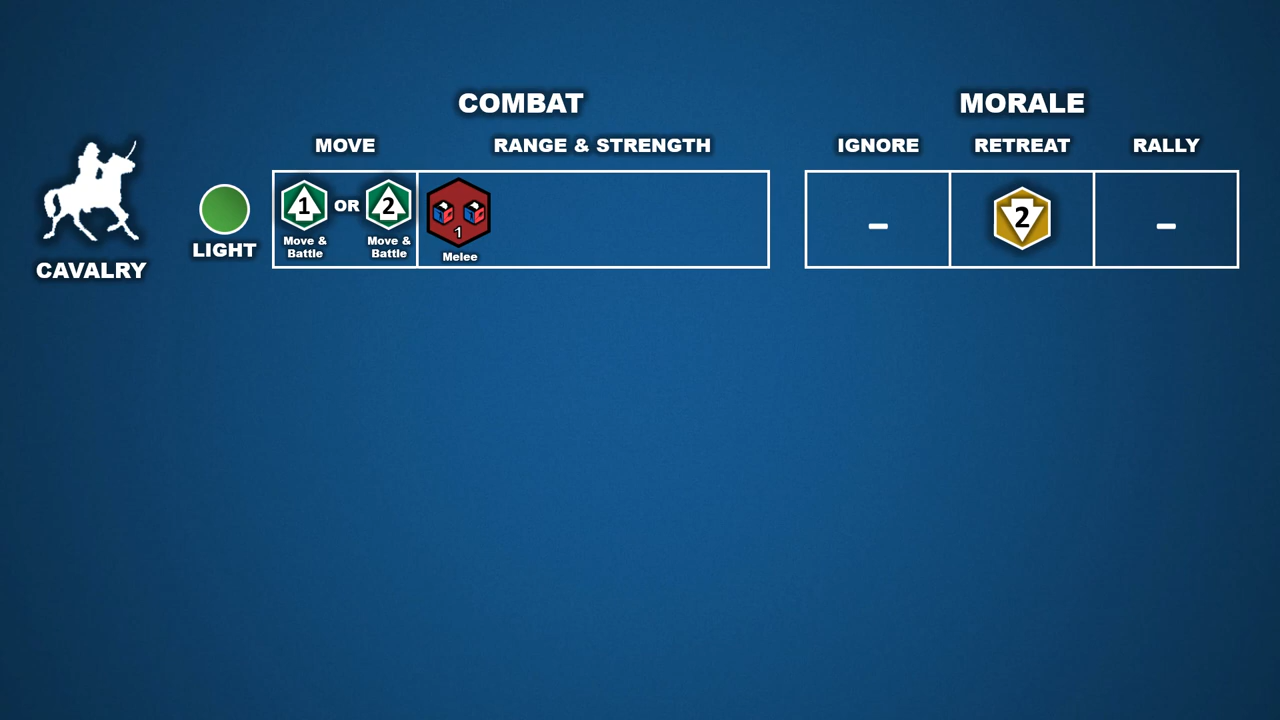 COMBAT
MORALE
MOVE
RANGE & STRENGTH
IGNORE
RETREAT
RALLY
CAVALRY
LIGHT
1 OR 2
Move &
Battle
Move &
Battle
1
Melee
-
2
-